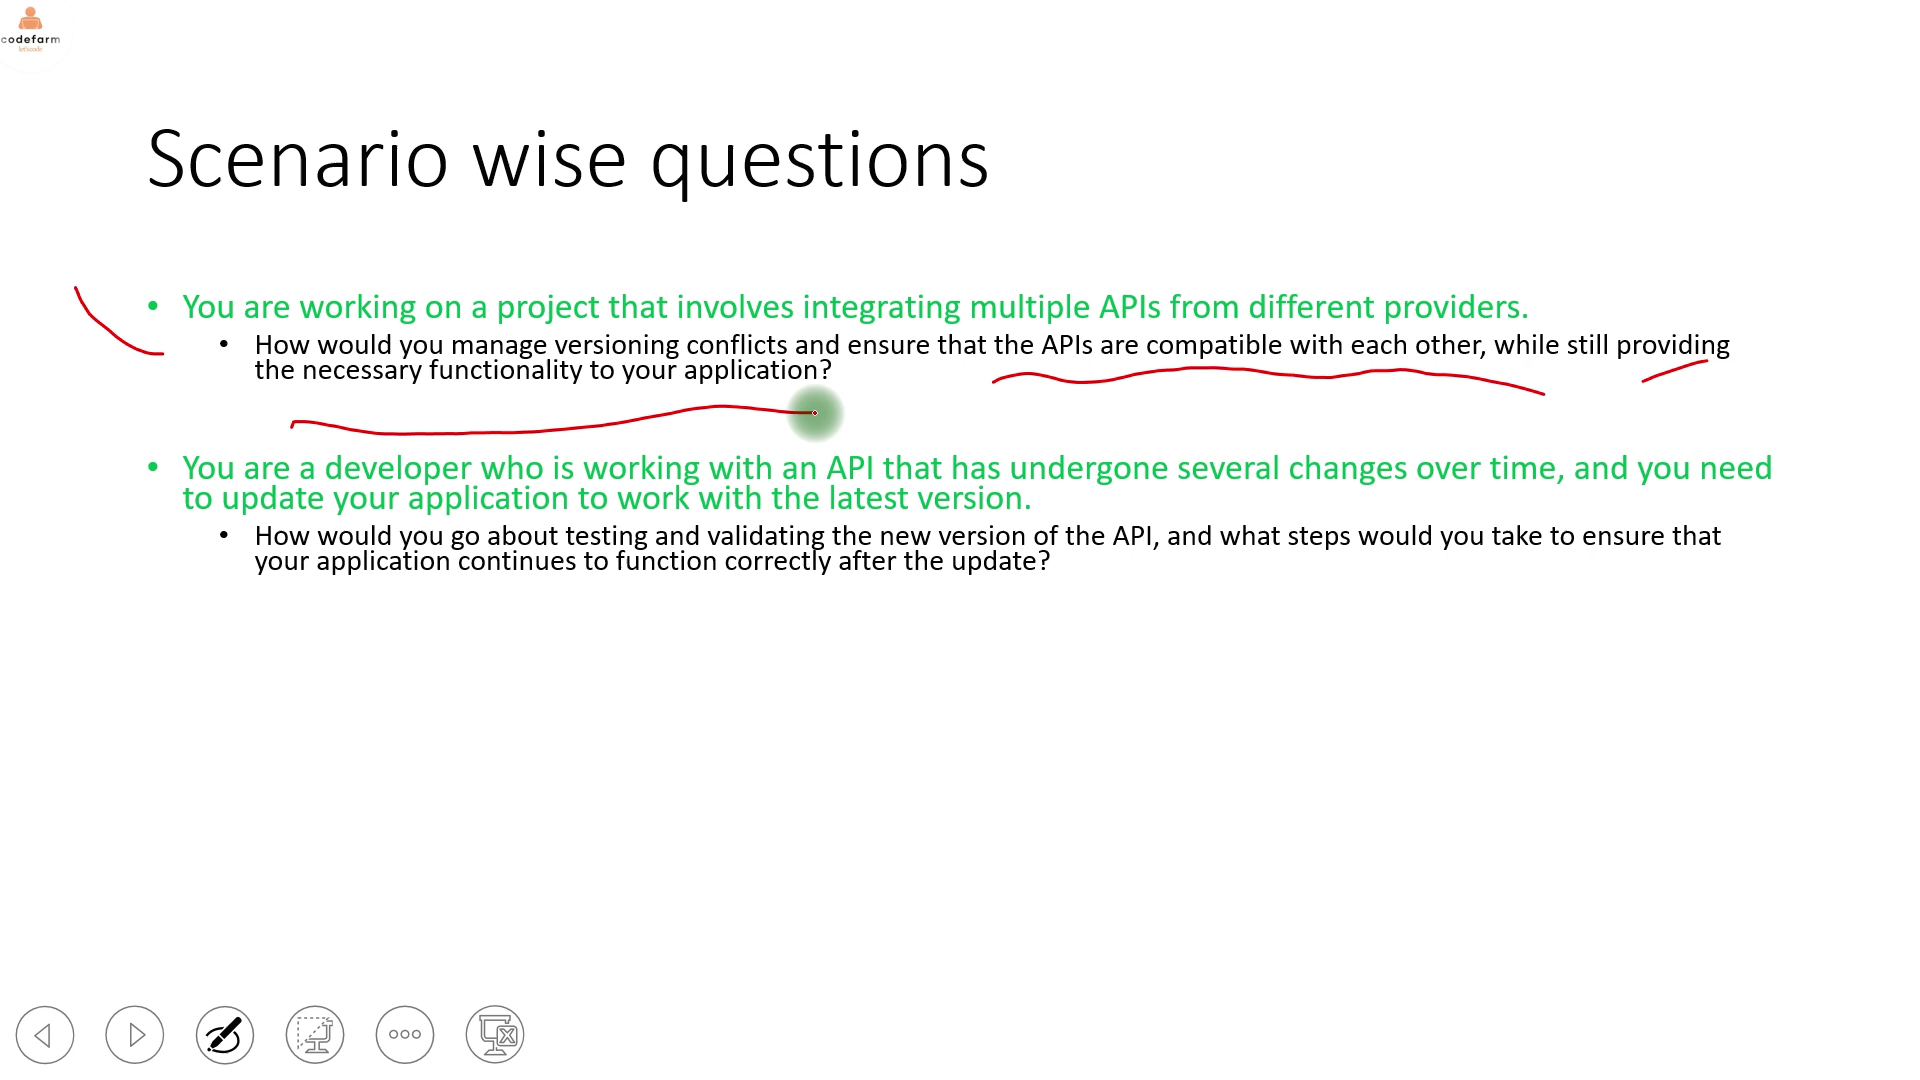 codefarm
let'scode
Scenario wise questions
• You are working on a project that involves integrating multiple APIs from different providers.
• How would you manage versioning conflicts and ensure that the APIs are compatible with each other, while still providing
the necessary functionality to your application?
• You are a developer who is working with an API that has undergone several changes over time, and you need
to update your application to work with the latest version.
• How would you go about testing and validating the new version of the API, and what steps would you take to ensure that
your application continues to function correctly after the update?